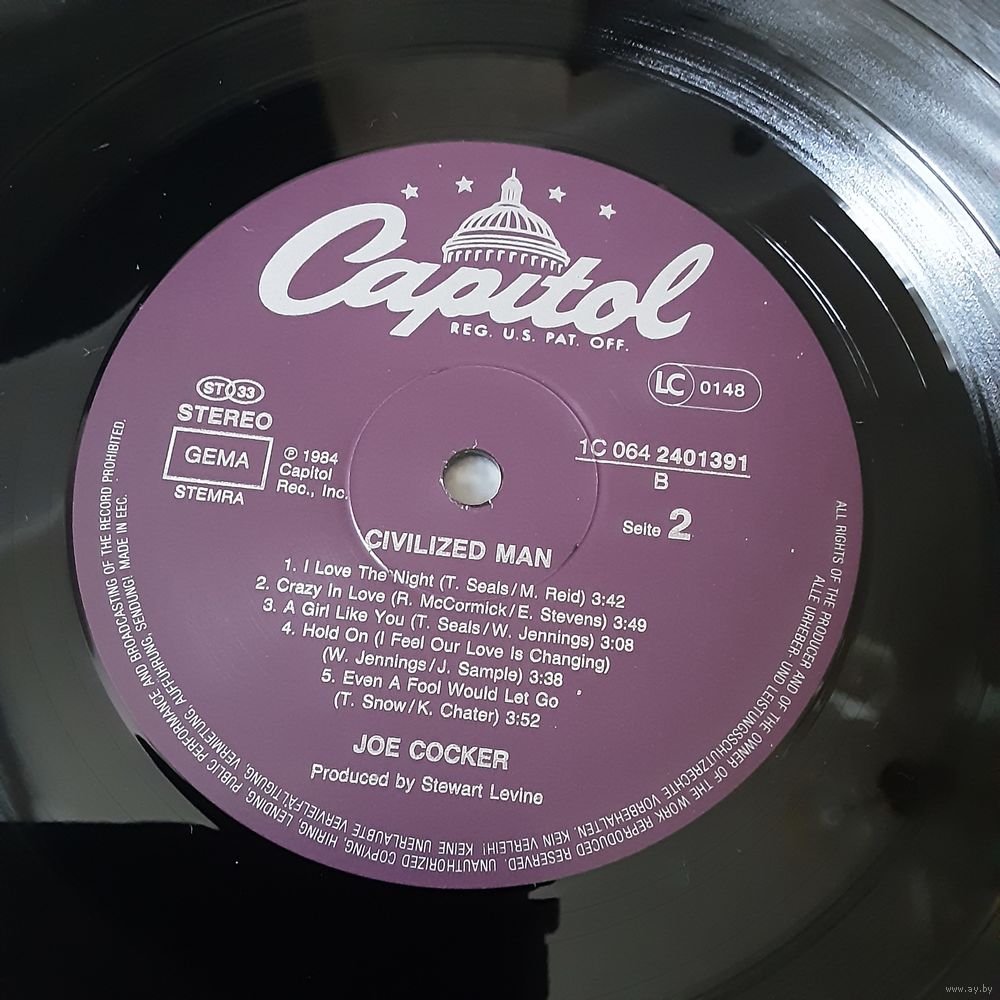 Capitol
REG. U.S. PAT. OFF.
LC 0148
ST 33
STEREO
GEMA
STEMRA
℗ 1984
Capitol
Rec., Inc.
1C 064 2401391
B
Seite 2
CIVILIZED MAN
1. I Love The Night (T. Seals/M. Reid) 3:42
2. Crazy In Love (R. McCormick/E. Stevens) 3:49
3. A Girl Like You (T. Seals/W. Jennings) 3:08
4. Hold On (I Feel Our Love Is Changing)
(W. Jennings/J. Sample) 3:38
5. Even A Fool Would Let Go
(T. Snow/K. Chater) 3:52
JOE COCKER
Produced by Stewart Levine
ALL RIGHTS OF THE PRODUCER AND OF THE OWNER OF THE WORK REPRODUCED RESERVED. UNAUTHORIZED COPYING, HIRING, LENDING, PUBLIC PERFORMANCE AND BROADCASTING OF THE RECORD PROHIBITED.
ALLE URHEBER- UND LEISTUNGSSCHUTZRECHTE VORBEHALTEN. KEIN VERLEIH! KEINE UNERLAUBTE VERVIELFÄLTIGUNG, VERMIETUNG, AUFFÜHRUNG, SENDUNG! MADE IN EEC.
www.ay.by